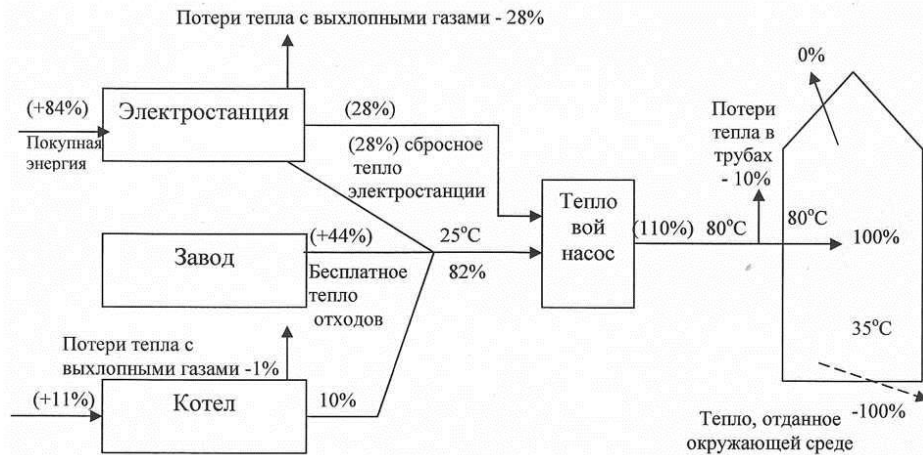 Потери тепла с выхлопными газами - 28%
0%
(+84%)
Электростанция
(28%)
Покупная
энергия
(28%) сбросное
тепло
электростанции
Потери
тепла в
трубах
- 10%
Тепло
вой
насос
(110%)
80°C
80°C
100%
Завод
(+44%)
25°C
82%
Бесплатное
тепло
отходов
35°C
Потери тепла с
выхлопными газами -1%
(+11%)
Котел
10%
-100%
Тепло, отданное
окружающей среде